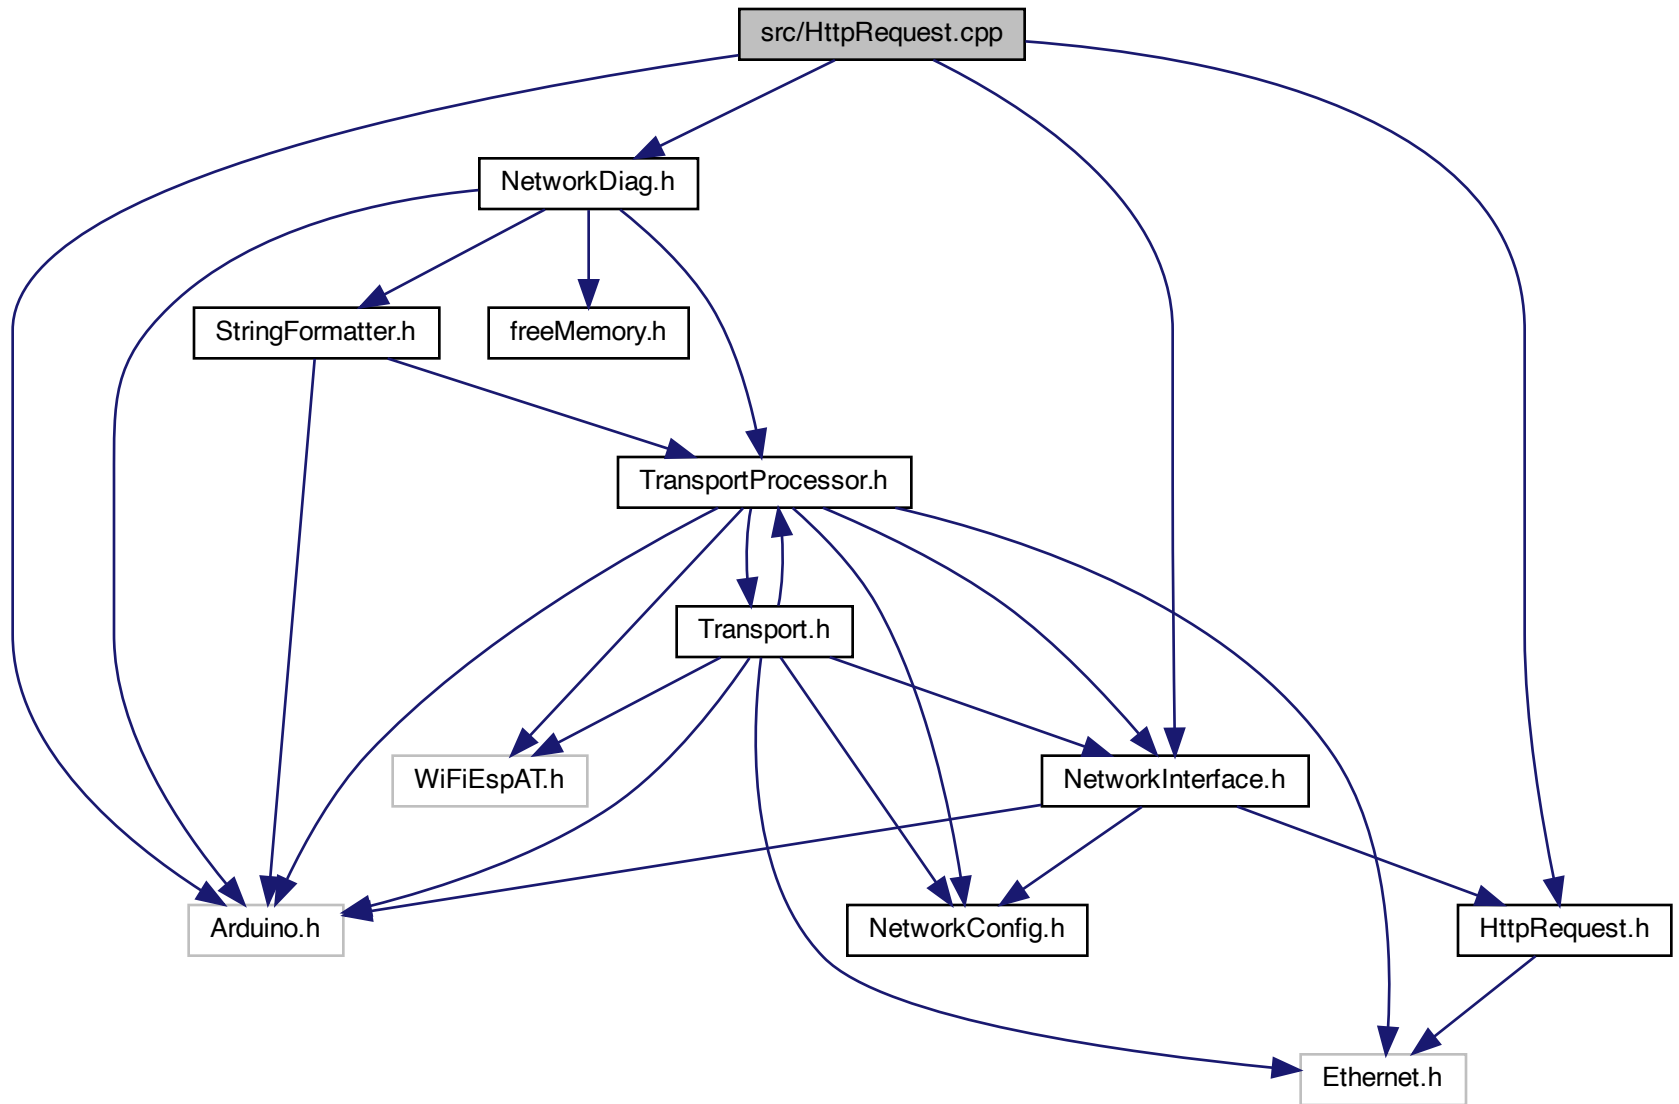 src/HttpRequest.cpp
NetworkDiag.h
StringFormatter.h
freeMemory.h
TransportProcessor.h
Transport.h
WiFiEspAT.h
NetworkInterface.h
Arduino.h
NetworkConfig.h
HttpRequest.h
Ethernet.h